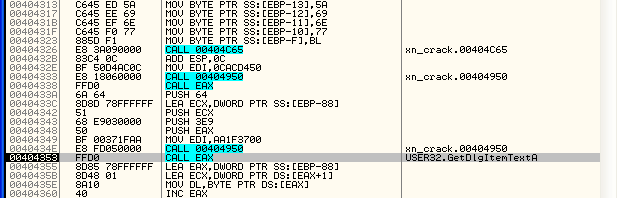 00404313 C645 ED 5A MOV BYTE PTR SS:[EBP-13],5A
00404317 C645 EE 69 MOV BYTE PTR SS:[EBP-12],69
0040431B C645 EF 6E MOV BYTE PTR SS:[EBP-11],6E
0040431F C645 F0 77 MOV BYTE PTR SS:[EBP-10],77
00404323 885D F1 MOV BYTE PTR SS:[EBP-F],BL
00404326 E8 3A090000 CALL 00404C65 xn_crack.00404C65
0040432B 83C4 0C ADD ESP,0C
0040432E BF 50D4CA0C MOV EDI,0CACD450
00404333 E8 18060000 CALL 00404950 xn_crack.00404950
00404338 FFD0 CALL EAX
0040433A 6A 64 PUSH 64
0040433C 8D8D 78FFFFFF LEA ECX,DWORD PTR SS:[EBP-88]
00404342 51 PUSH ECX
00404343 68 E9030000 PUSH 3E9
00404348 50 PUSH EAX
00404349 BF 00371FAA MOV EDI,AA1F3700
0040434E E8 FD050000 CALL 00404950 xn_crack.00404950
00404353 FFD0 CALL EAX USER32.GetDlgItemTextA
00404355 8D85 78FFFFFF LEA EAX,DWORD PTR SS:[EBP-88]
0040435B 8D48 01 LEA ECX,DWORD PTR DS:[EAX+1]
0040435E 8A10 MOV DL,BYTE PTR DS:[EAX]
00404360 40 INC EAX